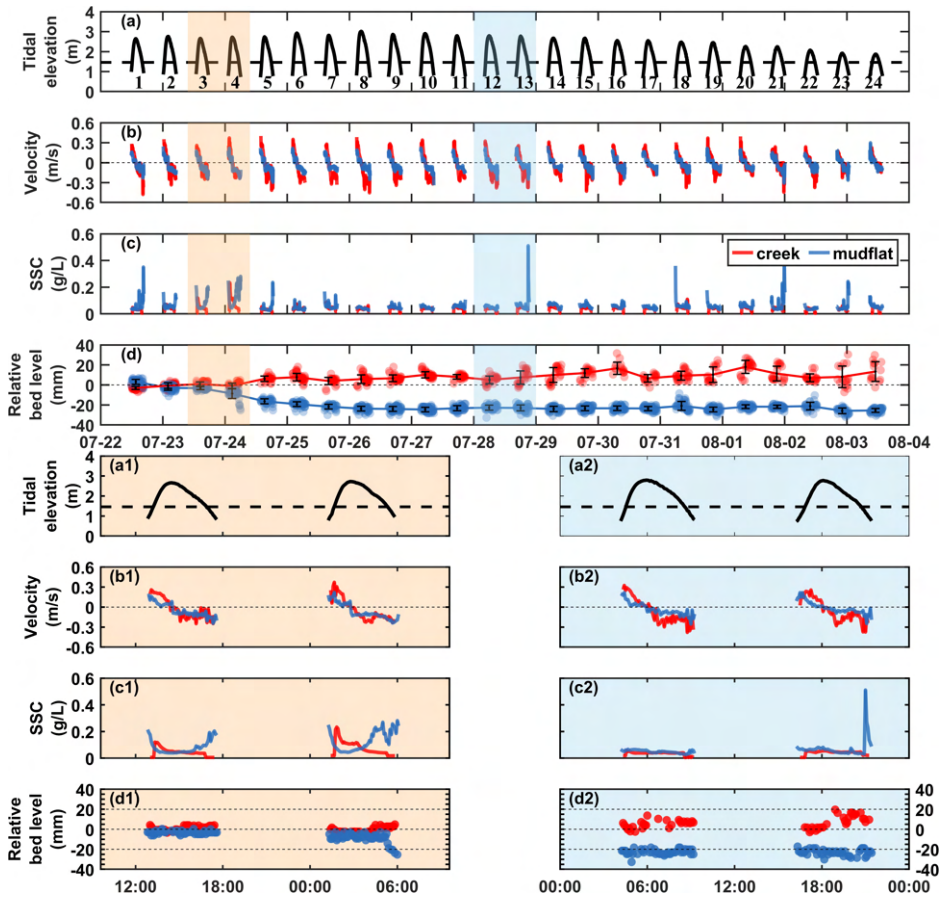 (a)
Tidal
elevation
(m)
4
3
2
1
0
1 2 3 4 5 6 7 8 9 10 11 12 13 14 15 16 17 18 19 20 21 22 23 24
(b)
Velocity
(m/s)
0.6
0.3
0
-0.3
-0.6
(c)
SSC
(g/L)
0.6
0.4
0.2
0
creek mudflat
(d)
Relative
bed level
(mm)
40
20
0
-20
-40
07-22 07-23 07-24 07-25 07-26 07-27 07-28 07-29 07-30 07-31 08-01 08-02 08-03 08-04
(a1)
Tidal
elevation
(m)
4
3
2
1
0
(a2)
(b1)
Velocity
(m/s)
0.6
0.3
0
-0.3
-0.6
(b2)
(c1)
SSC
(g/L)
0.6
0.4
0.2
0
(c2)
(d1)
Relative
bed level
(mm)
40
20
0
-20
-40
(d2)
40
20
0
-20
-40
12:00 18:00 00:00 6:00
00:00 06:00 12:00 18:00 00:00